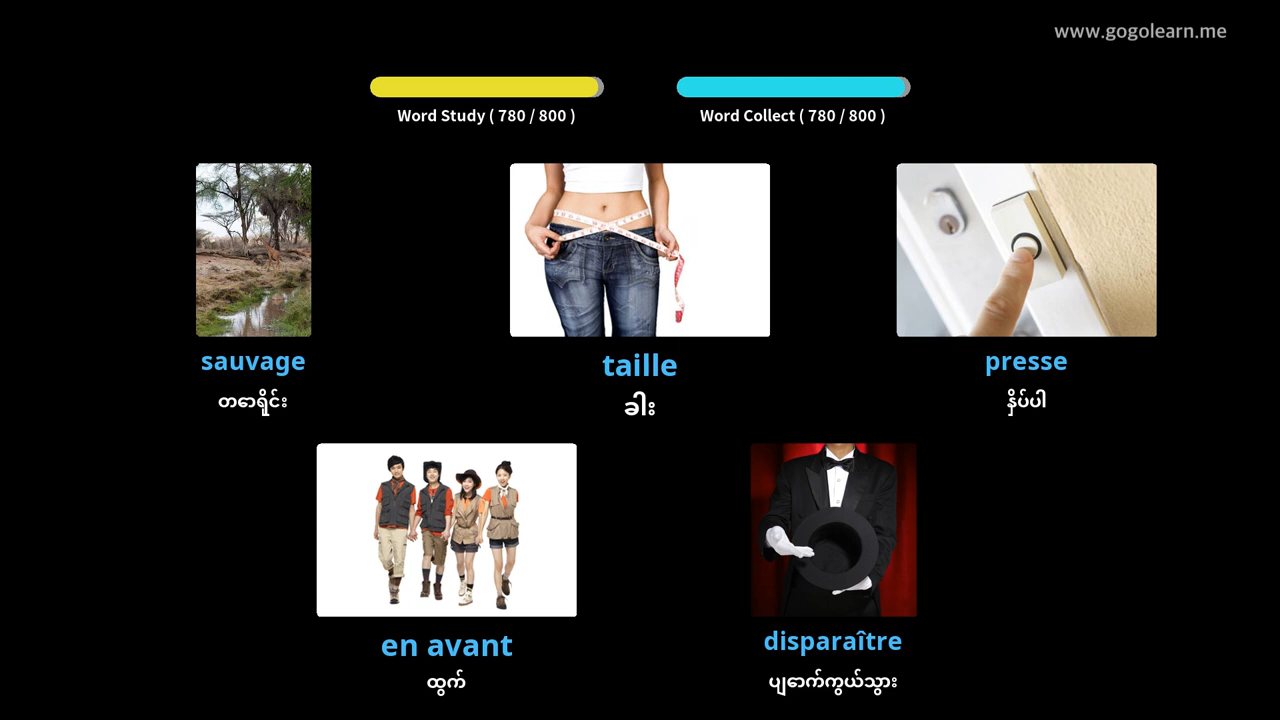 www.gogolearn.me
Word Study ( 780 / 800 )
Word Collect ( 780 / 800 )
sauvage
တောရိုင်း
taille
ခါး
presse
နှိပ်ပါ
en avant
ထွက်
disparaître
ပျောက်ကွယ်သွား